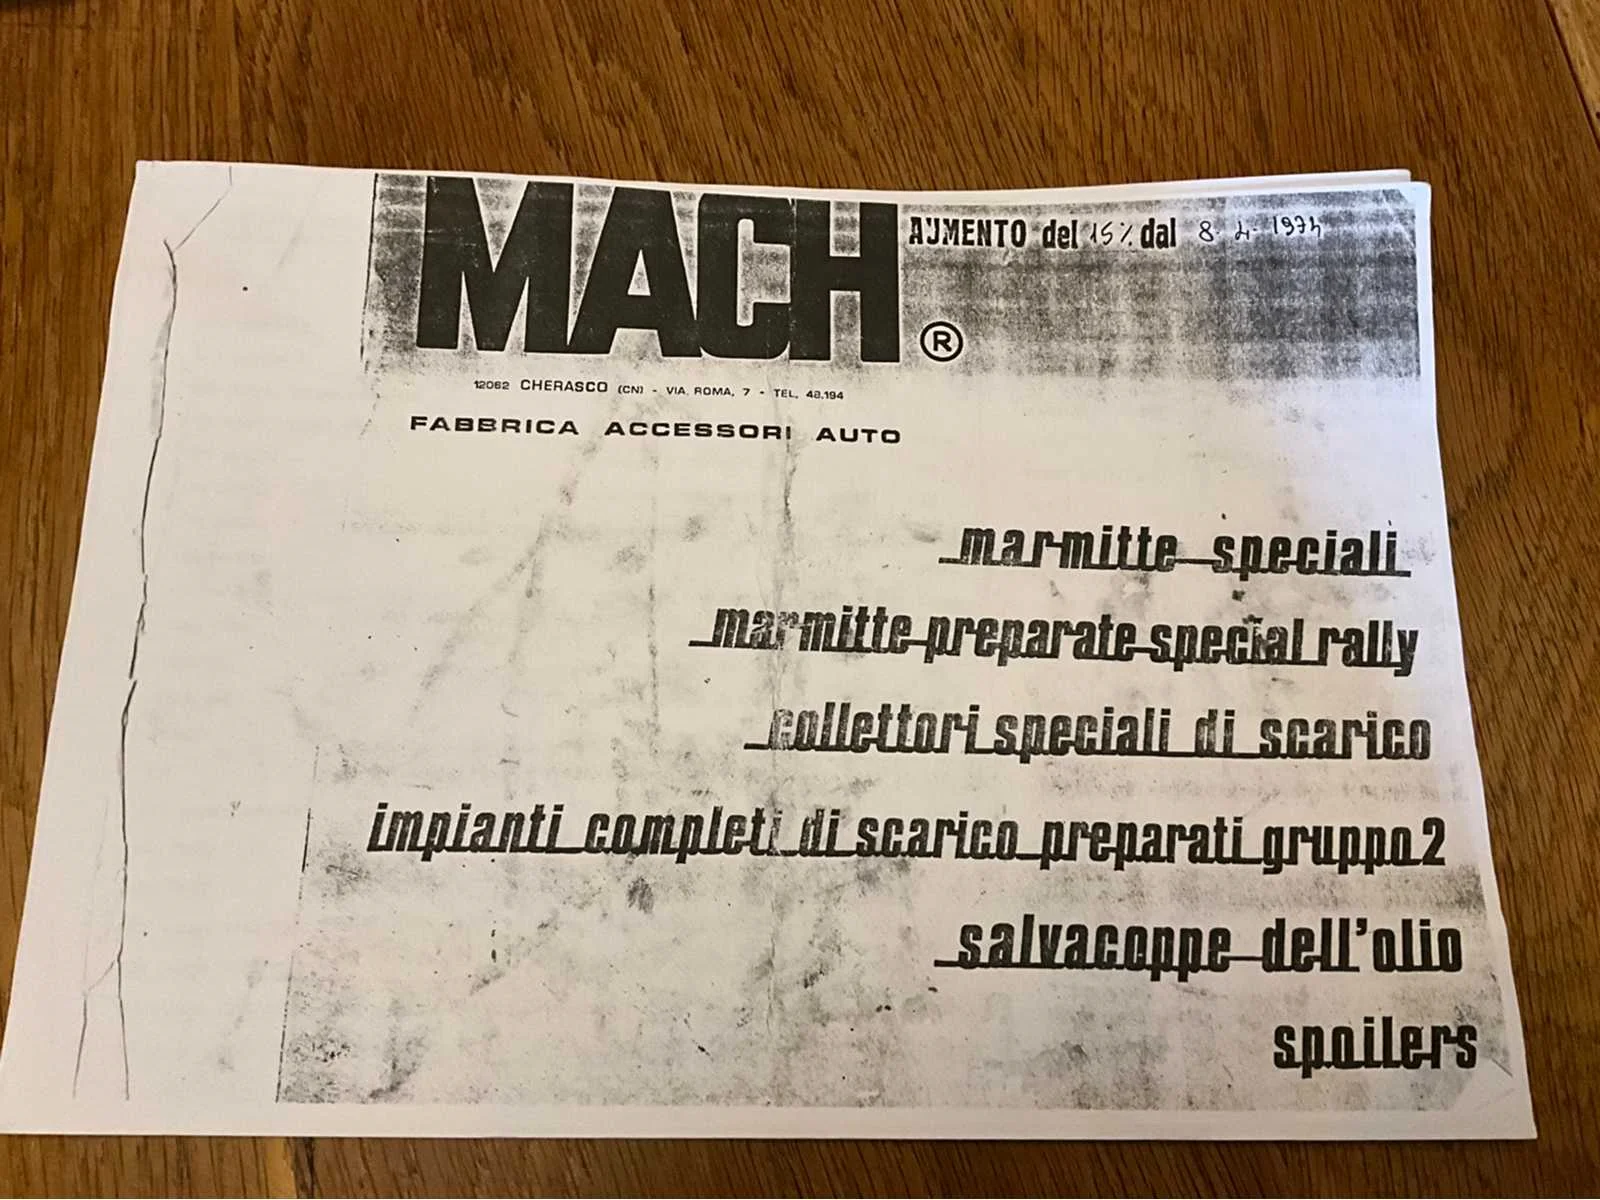 MACH ®
AUMENTO del 15% dal 8-4-1974
12062 CHERASCO (CN) - VIA. ROMA, 7 - TEL. 48.194
FABBRICA ACCESSORI AUTO
marmitte speciali
marmitte preparate special rally
collettori speciali di scarico
impianti completi di scarico preparati gruppo 2
salvacoppe dell'olio
spoilers